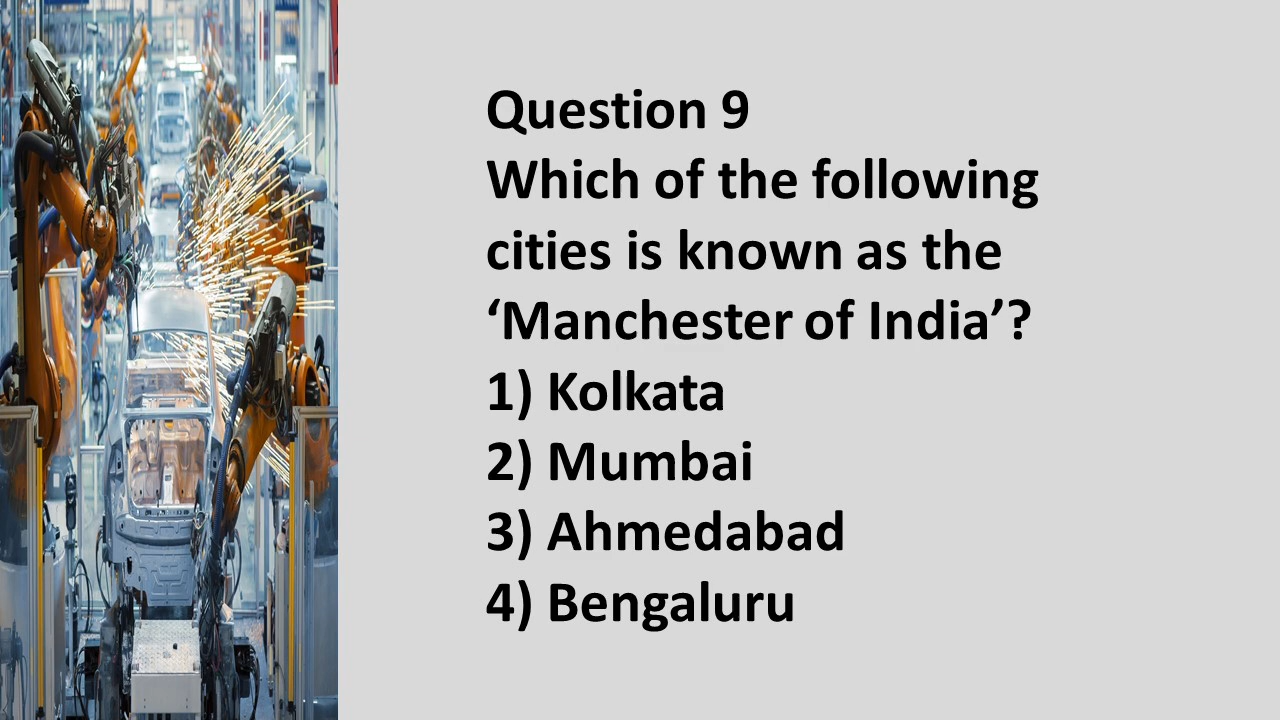 Question 9
Which of the following
cities is known as the
‘Manchester of India’?
1) Kolkata
2) Mumbai
3) Ahmedabad
4) Bengaluru